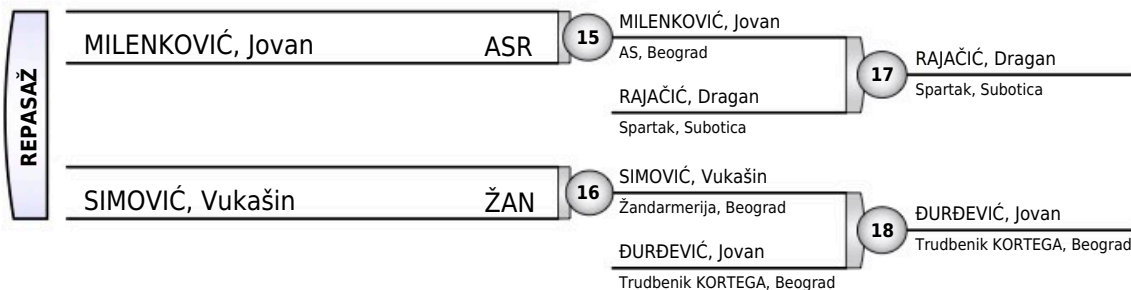 REPASAŽ
MILENKOVIĆ, Jovan ASR
15
MILENKOVIĆ, Jovan
AS, Beograd
RAJAČIĆ, Dragan
Spartak, Subotica
17
RAJAČIĆ, Dragan
Spartak, Subotica
SIMOVIĆ, Vukašin ŽAN
16
SIMOVIĆ, Vukašin
Žandarmerija, Beograd
ĐURĐEVIĆ, Jovan
Trudbenik KORTEGA, Beograd
18
ĐURĐEVIĆ, Jovan
Trudbenik KORTEGA, Beograd